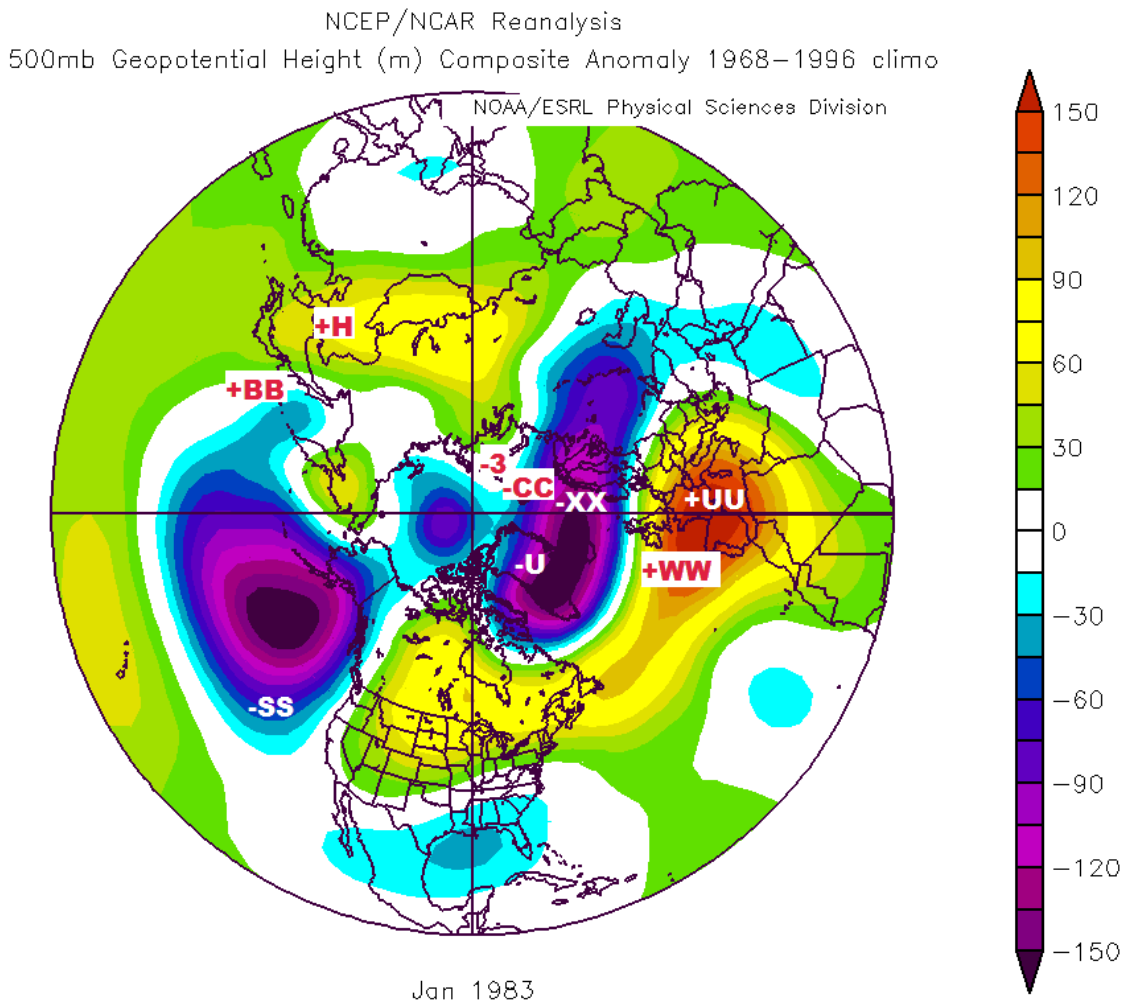 NCEP/NCAR Reanalysis
500mb Geopotential Height (m) Composite Anomaly 1968-1996 climo
NOAA/ESRL Physical Sciences Division
+H
+BB
-3
-CC
-XX
+UU
-U
+WW
-SS
150
120
90
60
30
0
-30
-60
-90
-120
-150
Jan 1983